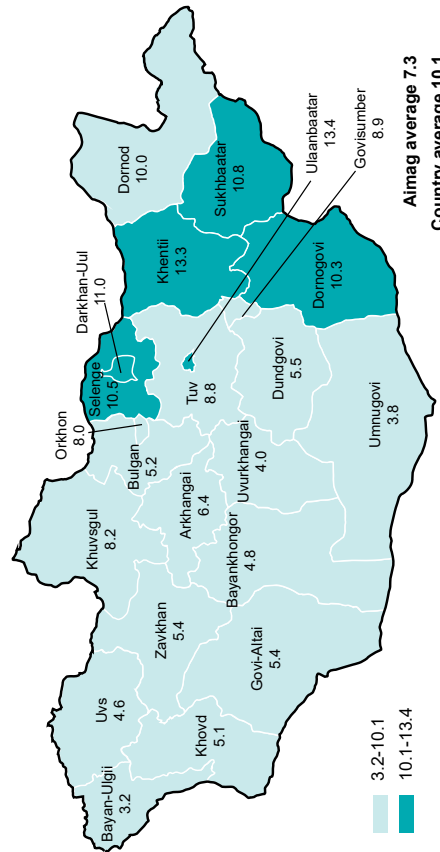 Bayan-Ulgii
3.2
Uvs
4.6
Khovd
5.1
Zavkhan
5.4
Govi-Altai
5.4
Khuvsgul
8.2
Bayankhongor
4.8
Arkhangai
6.4
Orkhon
8.0
Bulgan
5.2
Uvurkhangai
4.0
Selenge
10.5
Darkhan-Uul
11.0
Tuv
8.8
Umnugovi
3.8
Dundgovi
5.5
Khentii
13.3
Dornogovi
10.3
Dornod
10.0
Sukhbaatar
10.8
Ulaanbaatar
13.4
Govisumber
8.9
3.2-10.1
10.1-13.4
Aimag average 7.3
Country average 10.1